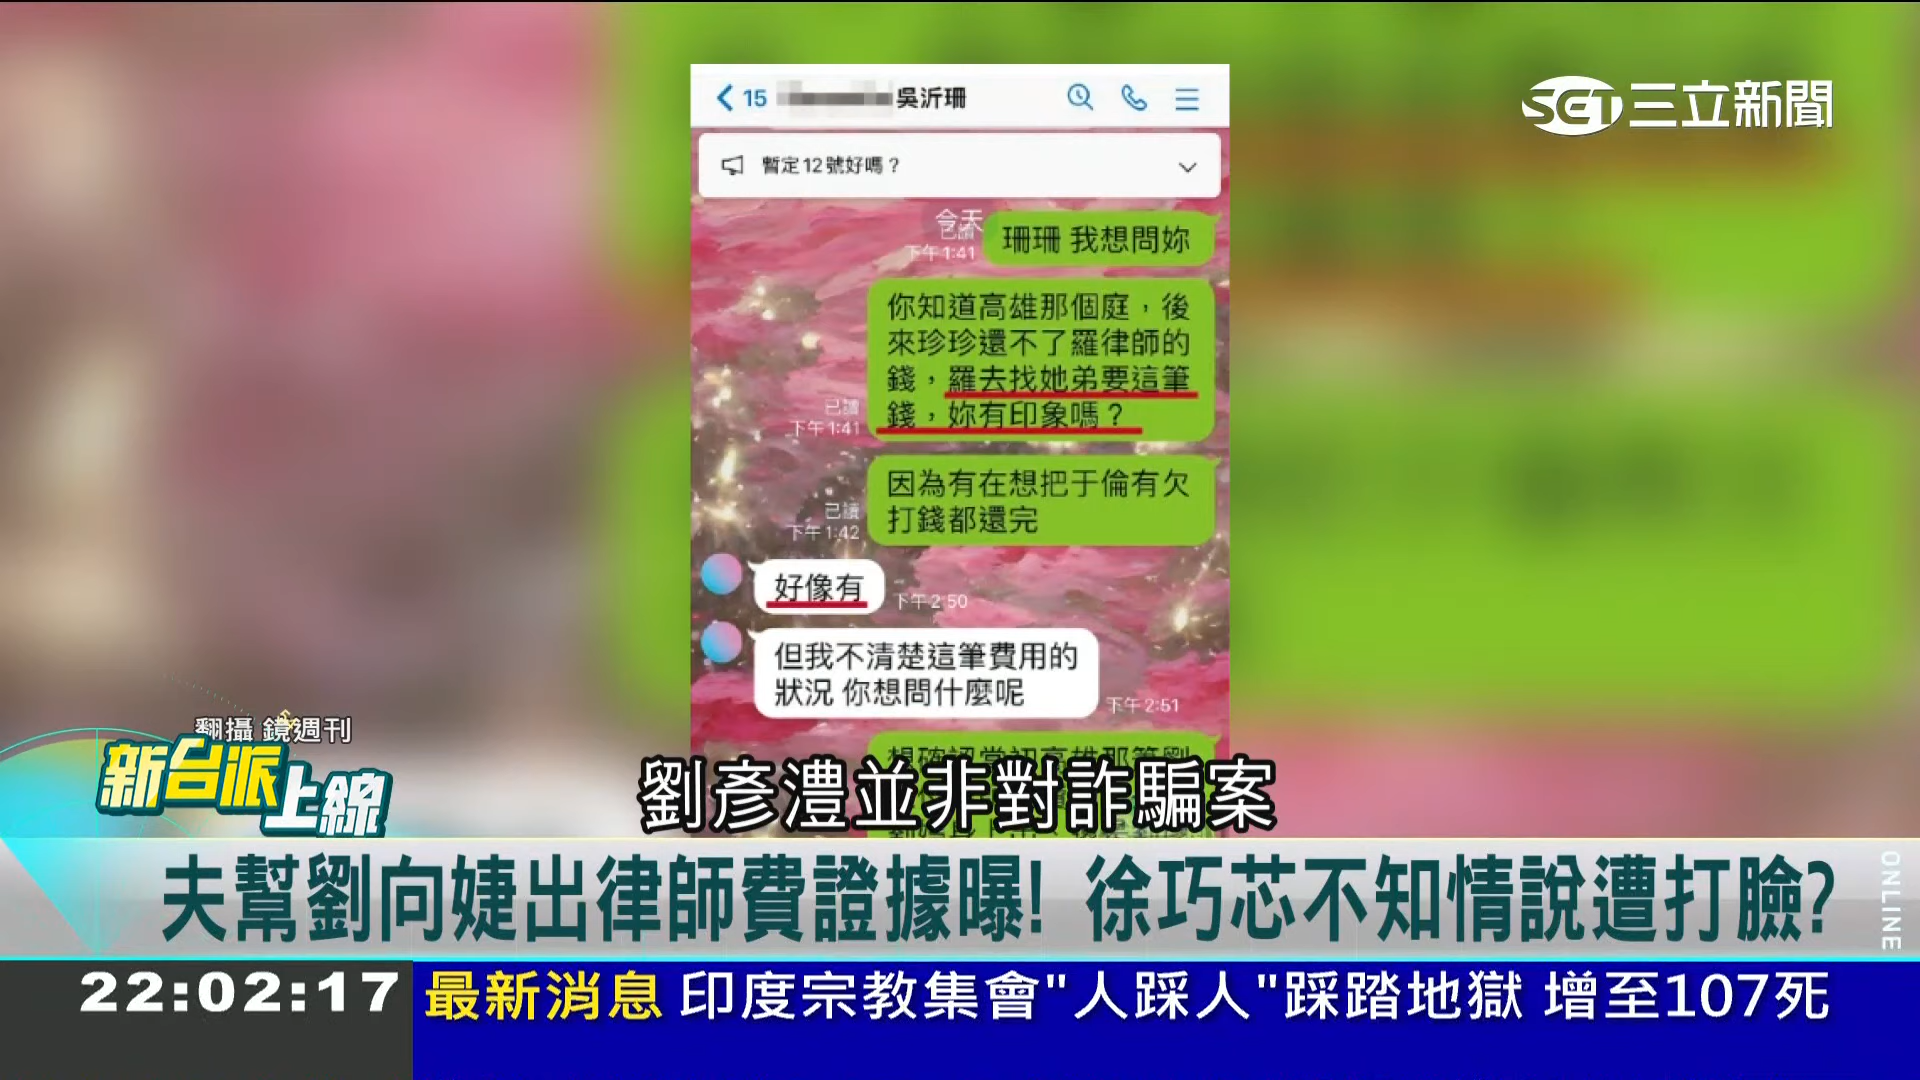 SET三立新聞
15 吳沂珊
暫定12號好嗎？
今天
已讀
下午1:41
珊珊 我想問妳
你知道高雄那個庭，後
來珍珍還不了羅律師的
錢，羅去找她弟要這筆
錢，妳有印象嗎？
已讀
下午1:41
因為有在想把于倫有欠
打錢都還完
已讀
下午1:42
好像有
下午2:50
但我不清楚這筆費用的
狀況 你想問什麼呢
下午2:51
翻攝 鏡週刊
新台派上線
劉彥澧並非對詐騙案
夫幫劉向婕出律師費證據曝! 徐巧芯不知情說遭打臉?
ONLINE
22:02:17
最新消息 印度宗教集會"人踩人"踩踏地獄 增至107死